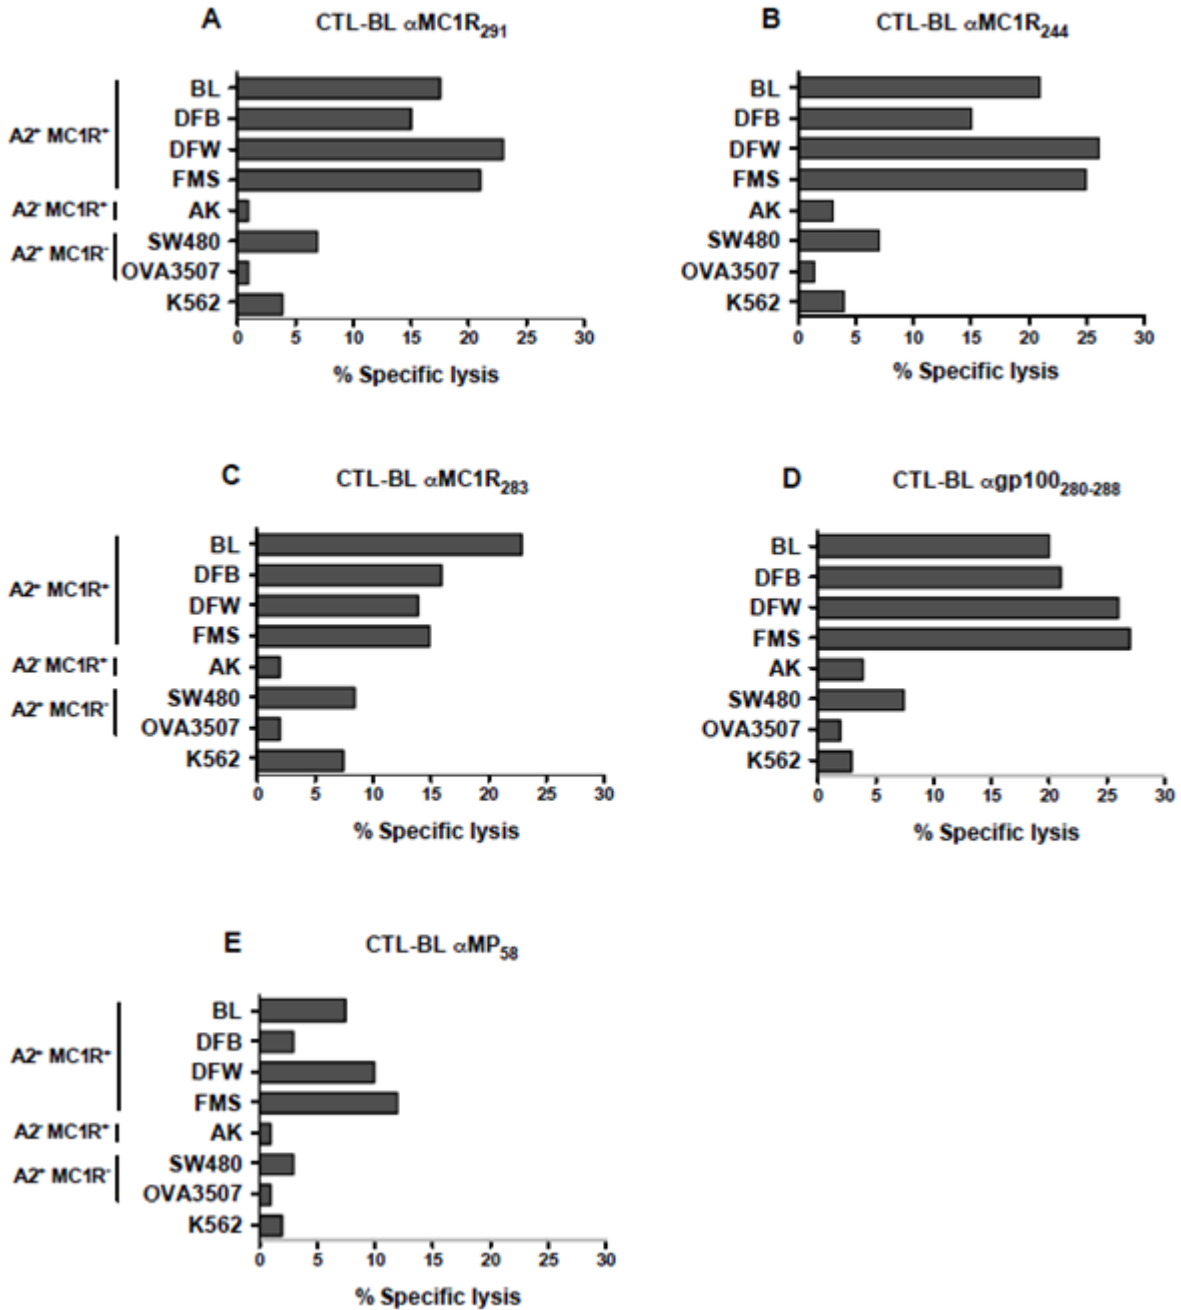 A CTL-BL αMC1R291
A2+ MC1R+
A2- MC1R+
A2+ MC1R-
BL
DFB
DFW
FMS
AK
SW480
OVA3507
K562
0 5 10 15 20 25 30
% Specific lysis
B CTL-BL αMC1R244
BL
DFB
DFW
FMS
AK
SW480
OVA3507
K562
0 5 10 15 20 25 30
% Specific lysis
C CTL-BL αMC1R283
A2+ MC1R+
A2- MC1R+
A2+ MC1R-
BL
DFB
DFW
FMS
AK
SW480
OVA3507
K562
0 5 10 15 20 25 30
% Specific lysis
D CTL-BL αgp100280-288
BL
DFB
DFW
FMS
AK
SW480
OVA3507
K562
0 5 10 15 20 25 30
% Specific lysis
E CTL-BL αMP58
A2+ MC1R+
A2- MC1R+
A2+ MC1R-
BL
DFB
DFW
FMS
AK
SW480
OVA3507
K562
0 5 10 15 20 25 30
% Specific lysis